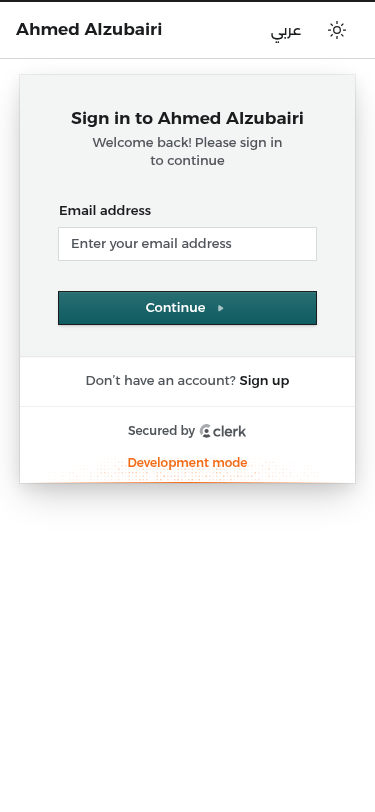 Ahmed Alzubairi
عربي
Sign in to Ahmed Alzubairi
Welcome back! Please sign in
to continue
Email address
Enter your email address
Continue
Don’t have an account? Sign up
Secured by clerk
Development mode